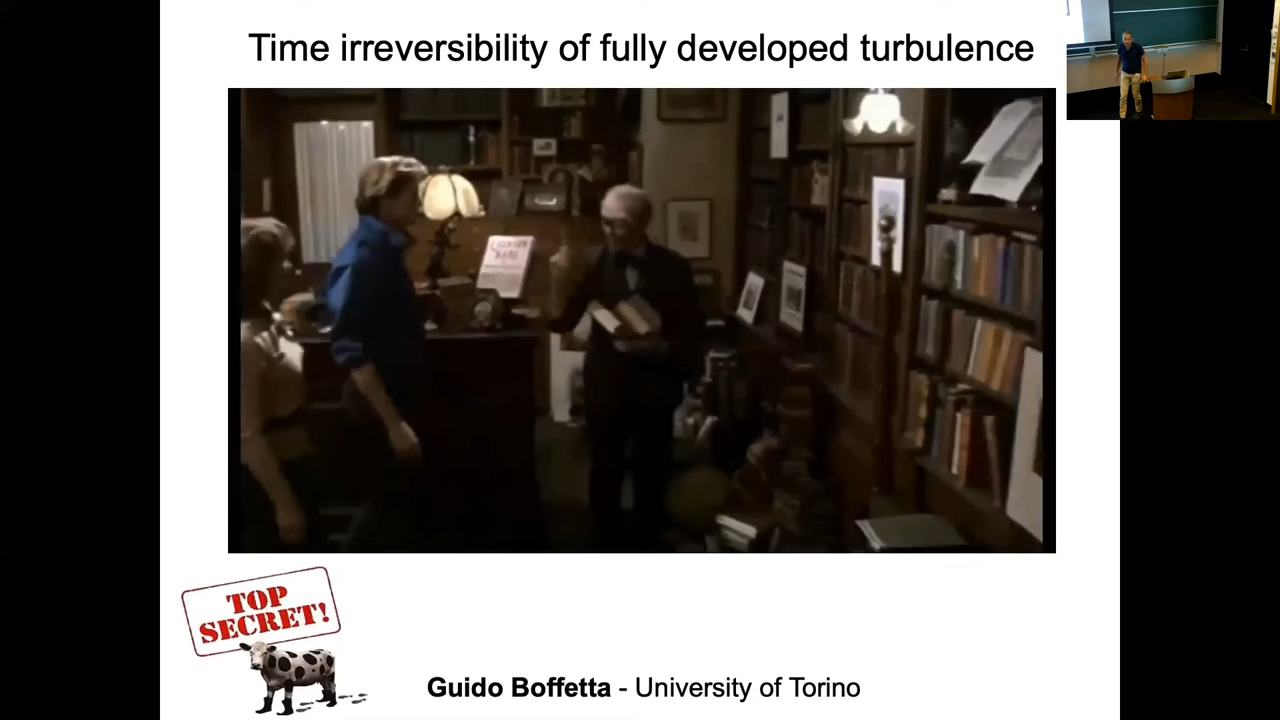 Time irreversibility of fully developed turbulence
TOP
SECRET!
Guido Boffetta - University of Torino